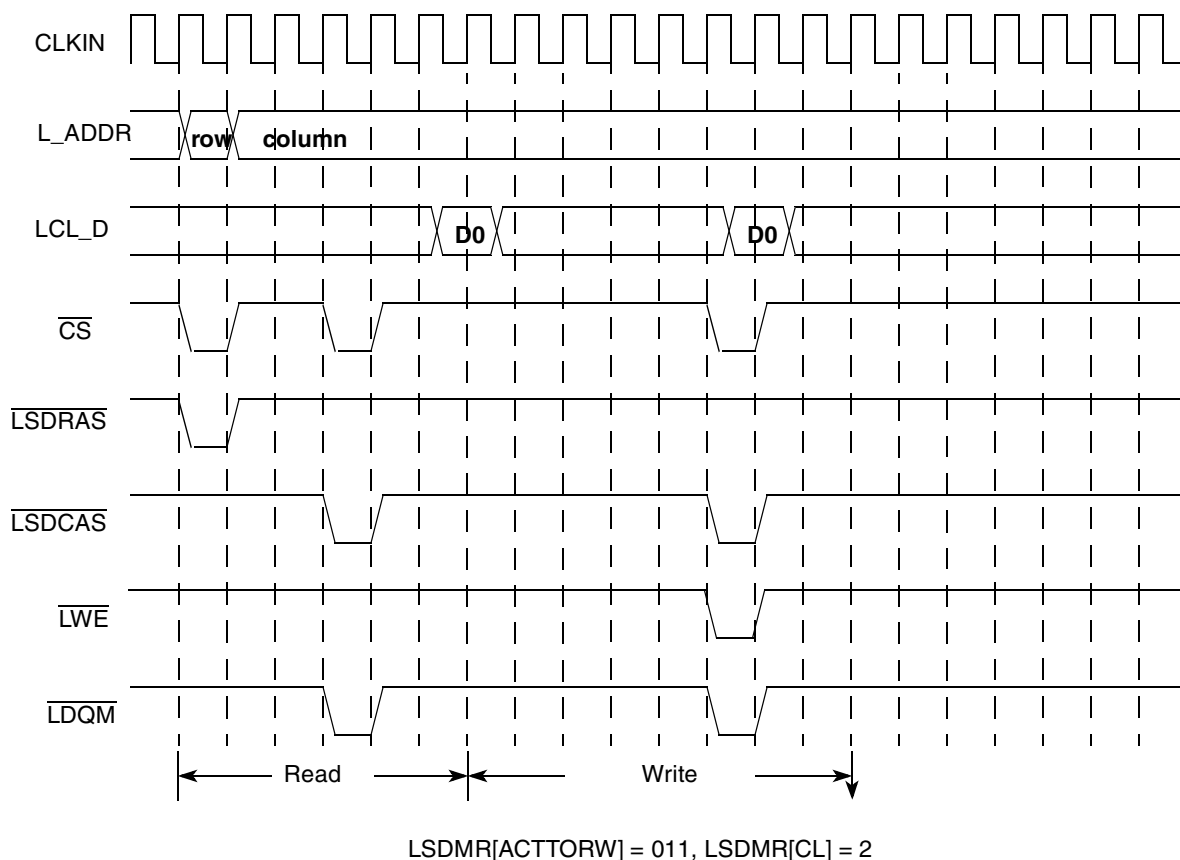 CLKIN
L_ADDR row column
LCL_D D0 D0
CS
LSDRAS
LSDCAS
LWE
LDQM
Read Write
LSDMR[ACTTORW] = 011, LSDMR[CL] = 2